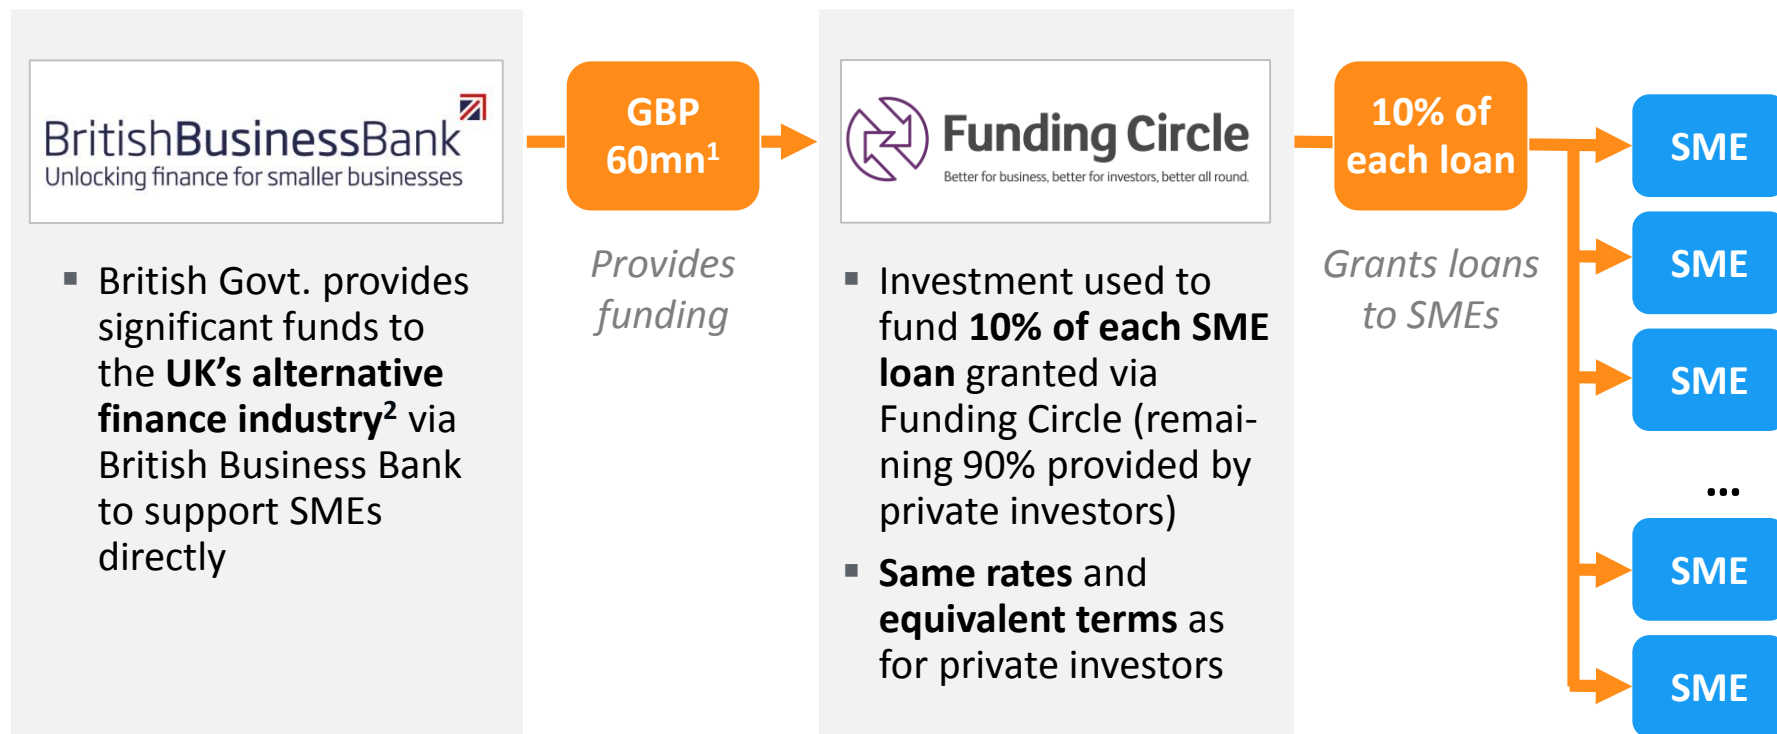 BritishBusinessBank
Unlocking finance for smaller businesses
▪ British Govt. provides
significant funds to
the UK's alternative
finance industry² via
British Business Bank
to support SMEs
directly
GBP
60mn¹
Provides
funding
Funding Circle
Better for business, better for investors, better all round.
▪ Investment used to
fund 10% of each SME
loan granted via
Funding Circle (remai-
ning 90% provided by
private investors)
▪ Same rates and
equivalent terms as
for private investors
10% of
each loan
Grants loans
to SMEs
SME
SME
SME
...
SME
SME